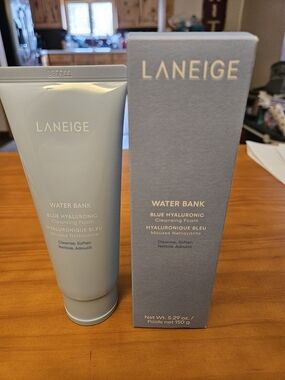 LANEIGE
WATER BANK
BLUE HYALURONIC
Cleansing Foam
HYALURONIQUE BLEU
Mousse Nettoyante
Cleanse, Soften
Nettoie, Adoucit
LANEIGE
WATER BANK
BLUE HYALURONIC
Cleansing Foam
HYALURONIQUE BLEU
Mousse Nettoyante
Cleanse, Soften
Nettoie, Adoucit
Net Wt. 5.29 oz. /
Poids net 150 g